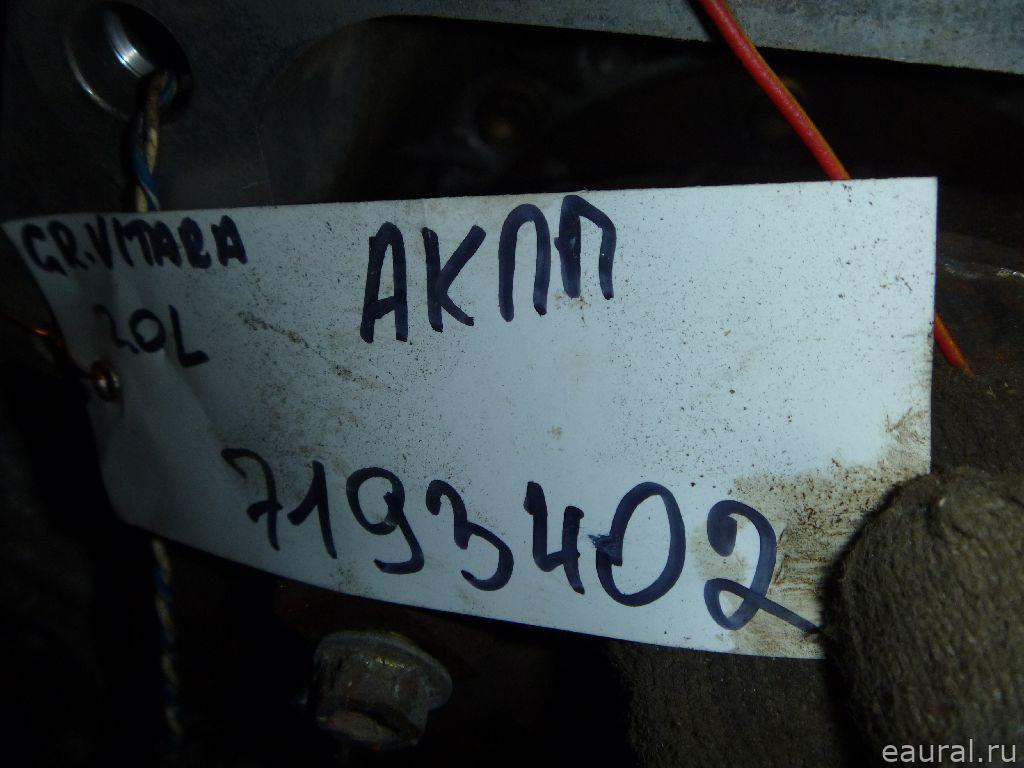 GR.VITARA
2.0L
АКПП
7193402
eaural.ru